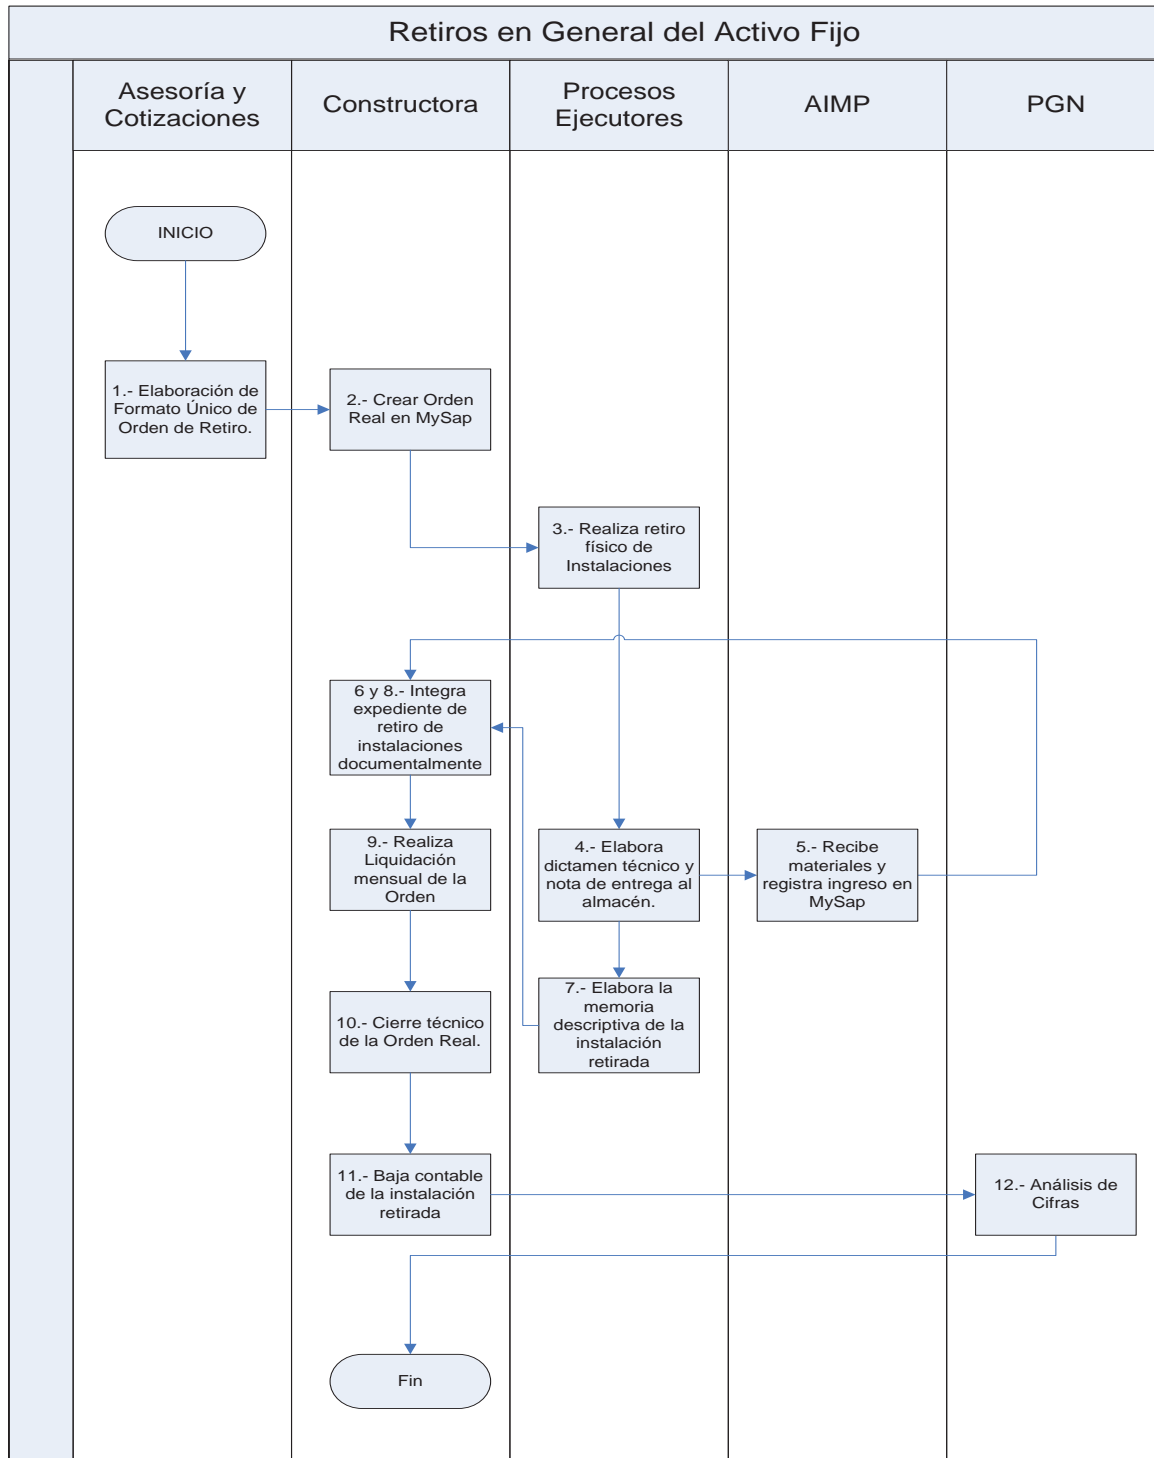 Retiros en General del Activo Fijo
Asesoría y
Cotizaciones
Constructora
Procesos
Ejecutores
AIMP
PGN
INICIO
1.- Elaboración de
Formato Único de
Orden de Retiro.
2.- Crear Orden
Real en MySap
3.- Realiza retiro
físico de
Instalaciones
6 y 8.- Integra
expediente de
retiro de
instalaciones
documentalmente
9.- Realiza
Liquidación
mensual de la
Orden
4.- Elabora
dictamen técnico y
nota de entrega al
almacén.
5.- Recibe
materiales y
registra ingreso en
MySap
7.- Elabora la
memoria
descriptiva de la
instalación
retirada
10.- Cierre técnico
de la Orden Real.
11.- Baja contable
de la instalación
retirada
12.- Análisis de
Cifras
Fin